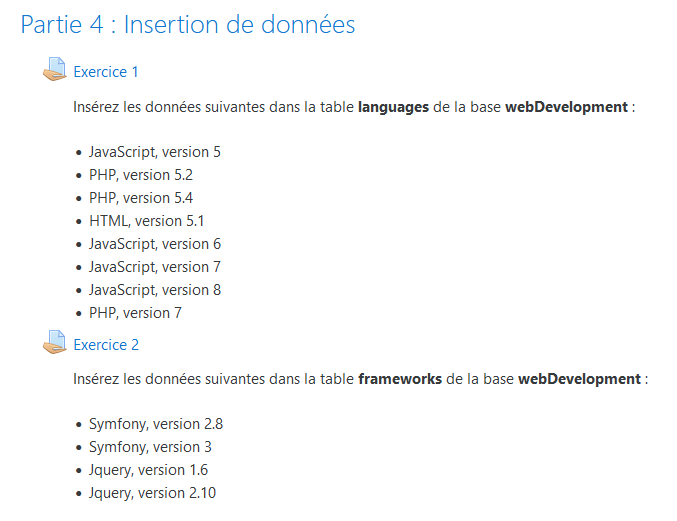 Partie 4 : Insertion de données
Exercice 1
Insérez les données suivantes dans la table languages de la base webDevelopment :
• JavaScript, version 5
• PHP, version 5.2
• PHP, version 5.4
• HTML, version 5.1
• JavaScript, version 6
• JavaScript, version 7
• JavaScript, version 8
• PHP, version 7
Exercice 2
Insérez les données suivantes dans la table frameworks de la base webDevelopment :
• Symfony, version 2.8
• Symfony, version 3
• Jquery, version 1.6
• Jquery, version 2.10